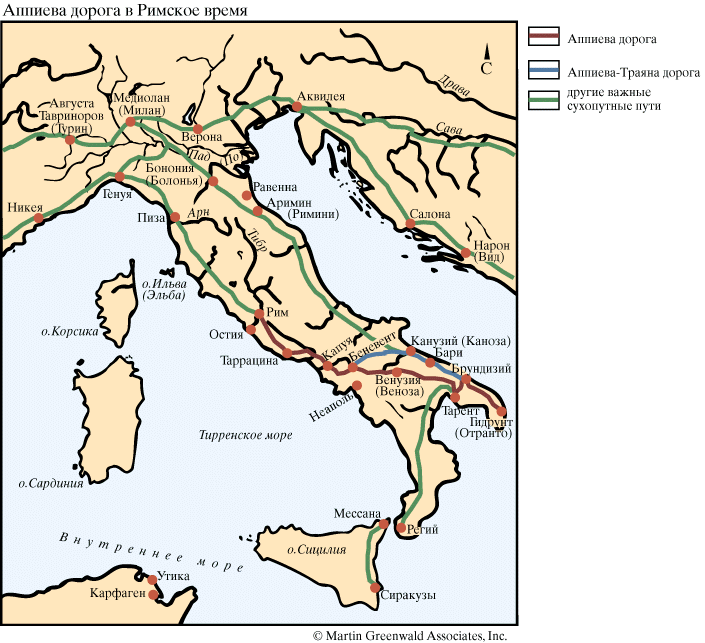 Аппиева дорога в Римское время
Аппиева дорога
Аппиева-Траяна дорога
другие важные
сухопутные пути
С
Драва
Сава
Аквилея
Медиолан
(Милан)
Августа
Тавриноров
(Турин)
Верона
Пад (По)
Бонония
(Болонья)
Равенна
Аримин
(Римини)
Генуя
Никея
Пиза
Арн
Тибр
Салона
Нарон
(Вид)
о.Ильва
(Эльба)
о.Корсика
Рим
Остия
Таррацина
Капуя
Беневент
Канузий (Каноза)
Бари
Брундизий
Венузия
(Веноза)
Неаполь
Тарент
Гидрунт
(Отранто)
Тирренское море
о.Сардиния
Мессана
Регий
о.Сицилия
Внутреннее море
Утика
Карфаген
Сиракузы
© Martin Greenwald Associates, Inc.